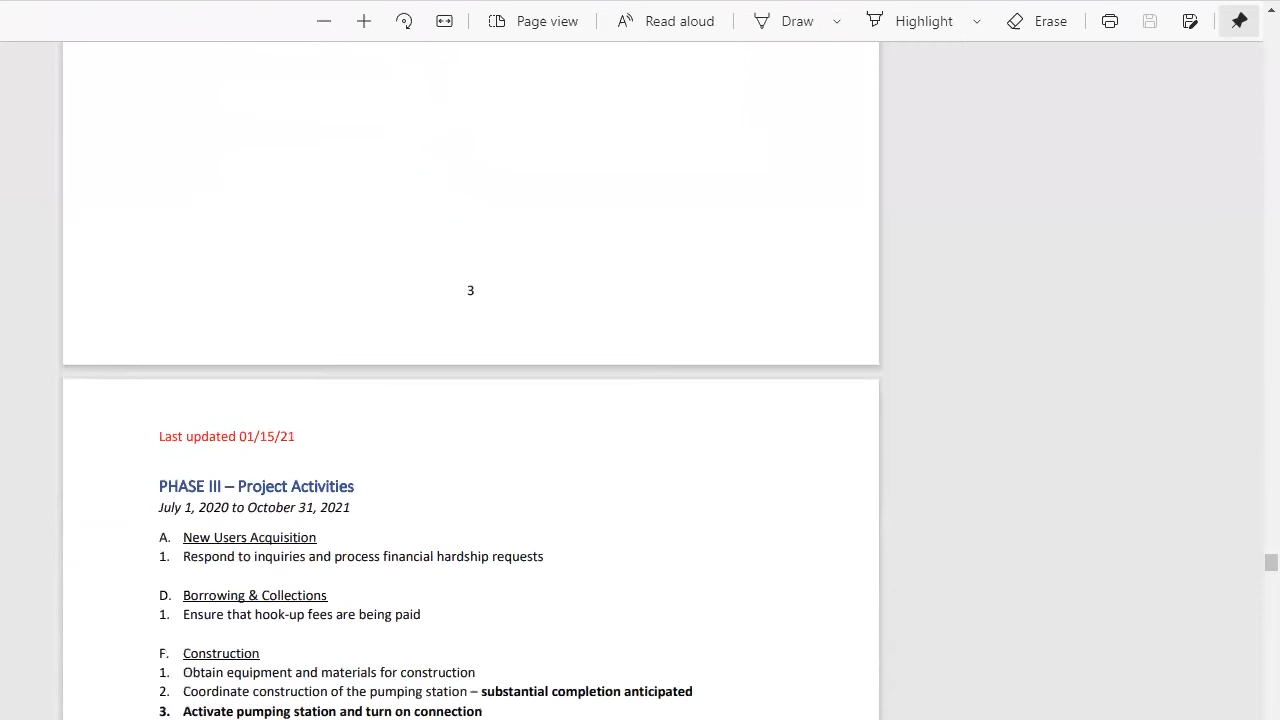 Page view
Read aloud
Draw
Highlight
Erase
3
Last updated 01/15/21
PHASE III – Project Activities
July 1, 2020 to October 31, 2021
A. New Users Acquisition
1. Respond to inquiries and process financial hardship requests
D. Borrowing & Collections
1. Ensure that hook-up fees are being paid
F. Construction
1. Obtain equipment and materials for construction
2. Coordinate construction of the pumping station – substantial completion anticipated
3. Activate pumping station and turn on connection